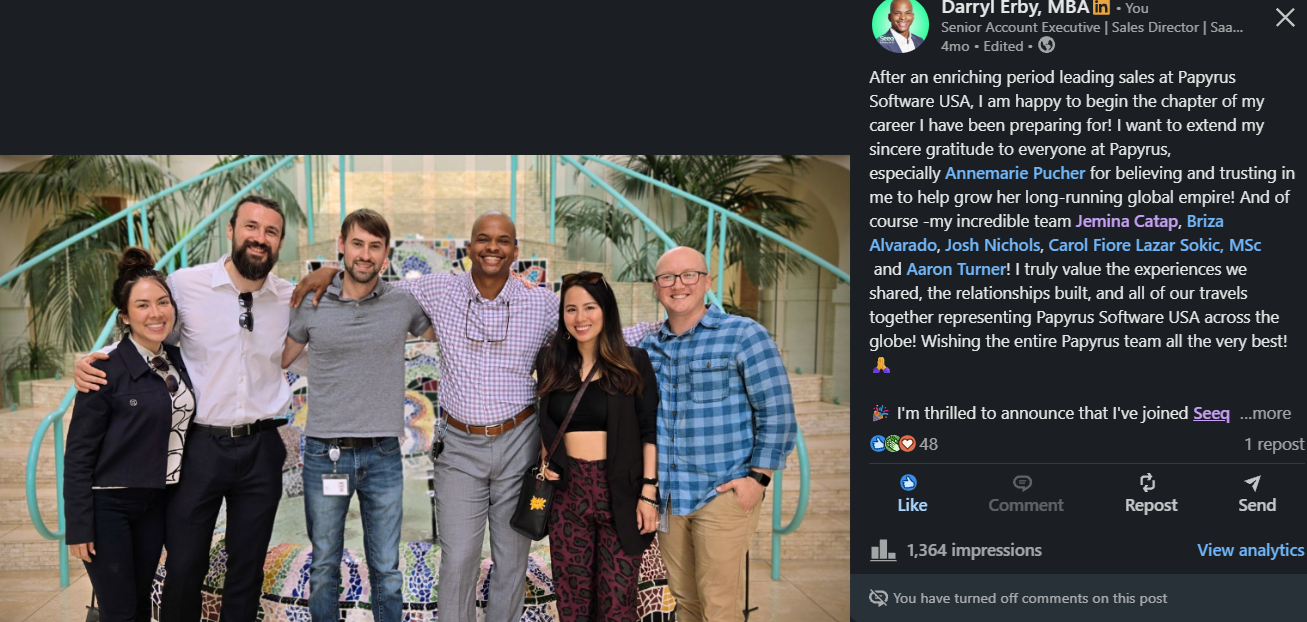 Darryl Erby, MBA in • You
Senior Account Executive | Sales Director | Saa...
4mo • Edited •
After an enriching period leading sales at Papyrus
Software USA, I am happy to begin the chapter of my
career I have been preparing for! I want to extend my
sincere gratitude to everyone at Papyrus,
especially Annemarie Pucher for believing and trusting in
me to help grow her long-running global empire! And of
course -my incredible team Jemina Catap, Briza
Alvarado, Josh Nichols, Carol Fiore Lazar Sokic, MSc
and Aaron Turner! I truly value the experiences we
shared, the relationships built, and all of our travels
together representing Papyrus Software USA across the
globe! Wishing the entire Papyrus team all the very best!
🙏
🎉 I'm thrilled to announce that I've joined Seeq ...more
48
1 repost
Like
Comment
Repost
Send
1,364 impressions
View analytics
You have turned off comments on this post